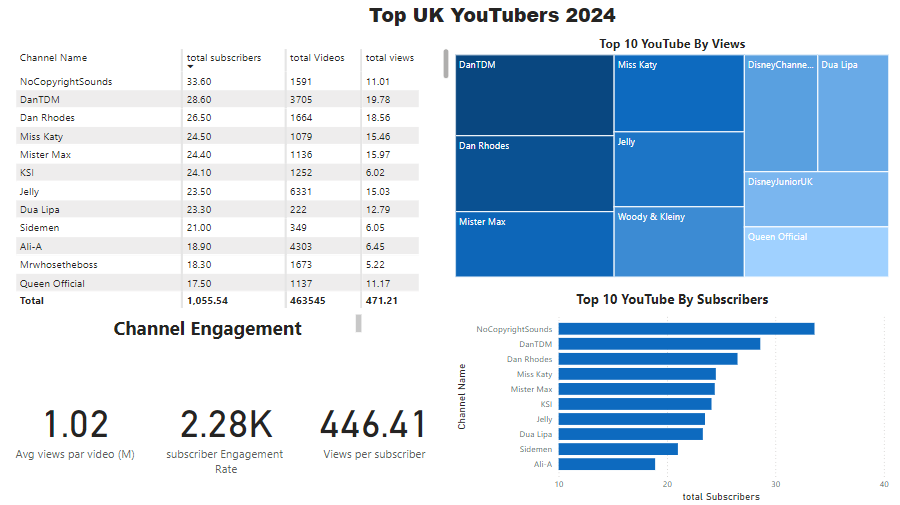 Top UK YouTubers 2024
Channel Name total subscribers total Videos total views
NoCopyrightSounds 33.60 1591 11.01
DanTDM 28.60 3705 19.78
Dan Rhodes 26.50 1664 18.56
Miss Katy 24.50 1079 15.46
Mister Max 24.40 1136 15.97
KSI 24.10 1252 6.02
Jelly 23.50 6331 15.03
Dua Lipa 23.30 222 12.79
Sidemen 21.00 349 6.05
Ali-A 18.90 4303 6.45
Mrwhosetheboss 18.30 1673 5.22
Queen Official 17.50 1137 11.17
Total 1,055.54 463545 471.21
Top 10 YouTube By Views
DanTDM
Dan Rhodes
Mister Max
Miss Katy
Jelly
Woody & Kleiny
DisneyChanne...
Dua Lipa
DisneyJuniorUK
Queen Official
Channel Engagement
1.02
Avg views par video (M)
2.28K
subscriber Engagement
Rate
446.41
Views per subscriber
Top 10 YouTube By Subscribers
Channel Name
NoCopyrightSounds
DanTDM
Dan Rhodes
Miss Katy
Mister Max
KSI
Jelly
Dua Lipa
Sidemen
Ali-A
10 20 30 40
total Subscribers